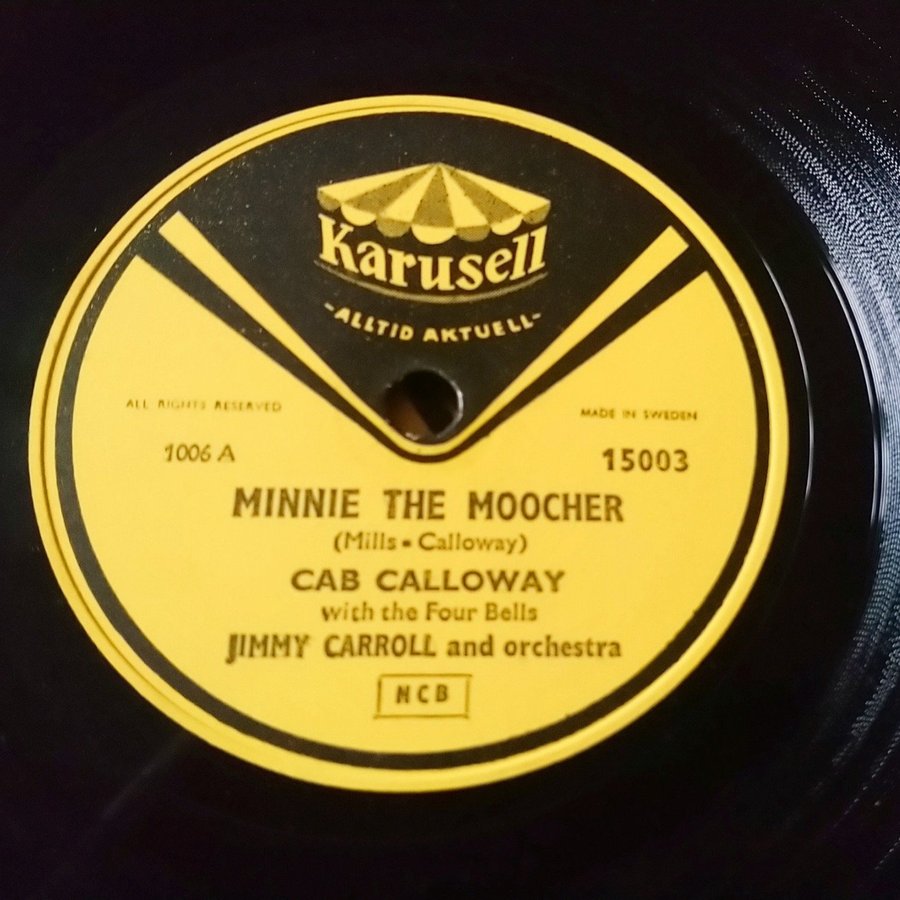 Karusell
-ALLTID AKTUELL-
ALL RIGHTS RESERVED
MADE IN SWEDEN
1006 A
15003
MINNIE THE MOOCHER
(Mills • Calloway)
CAB CALLOWAY
with the Four Bells
JIMMY CARROLL and orchestra
NCB